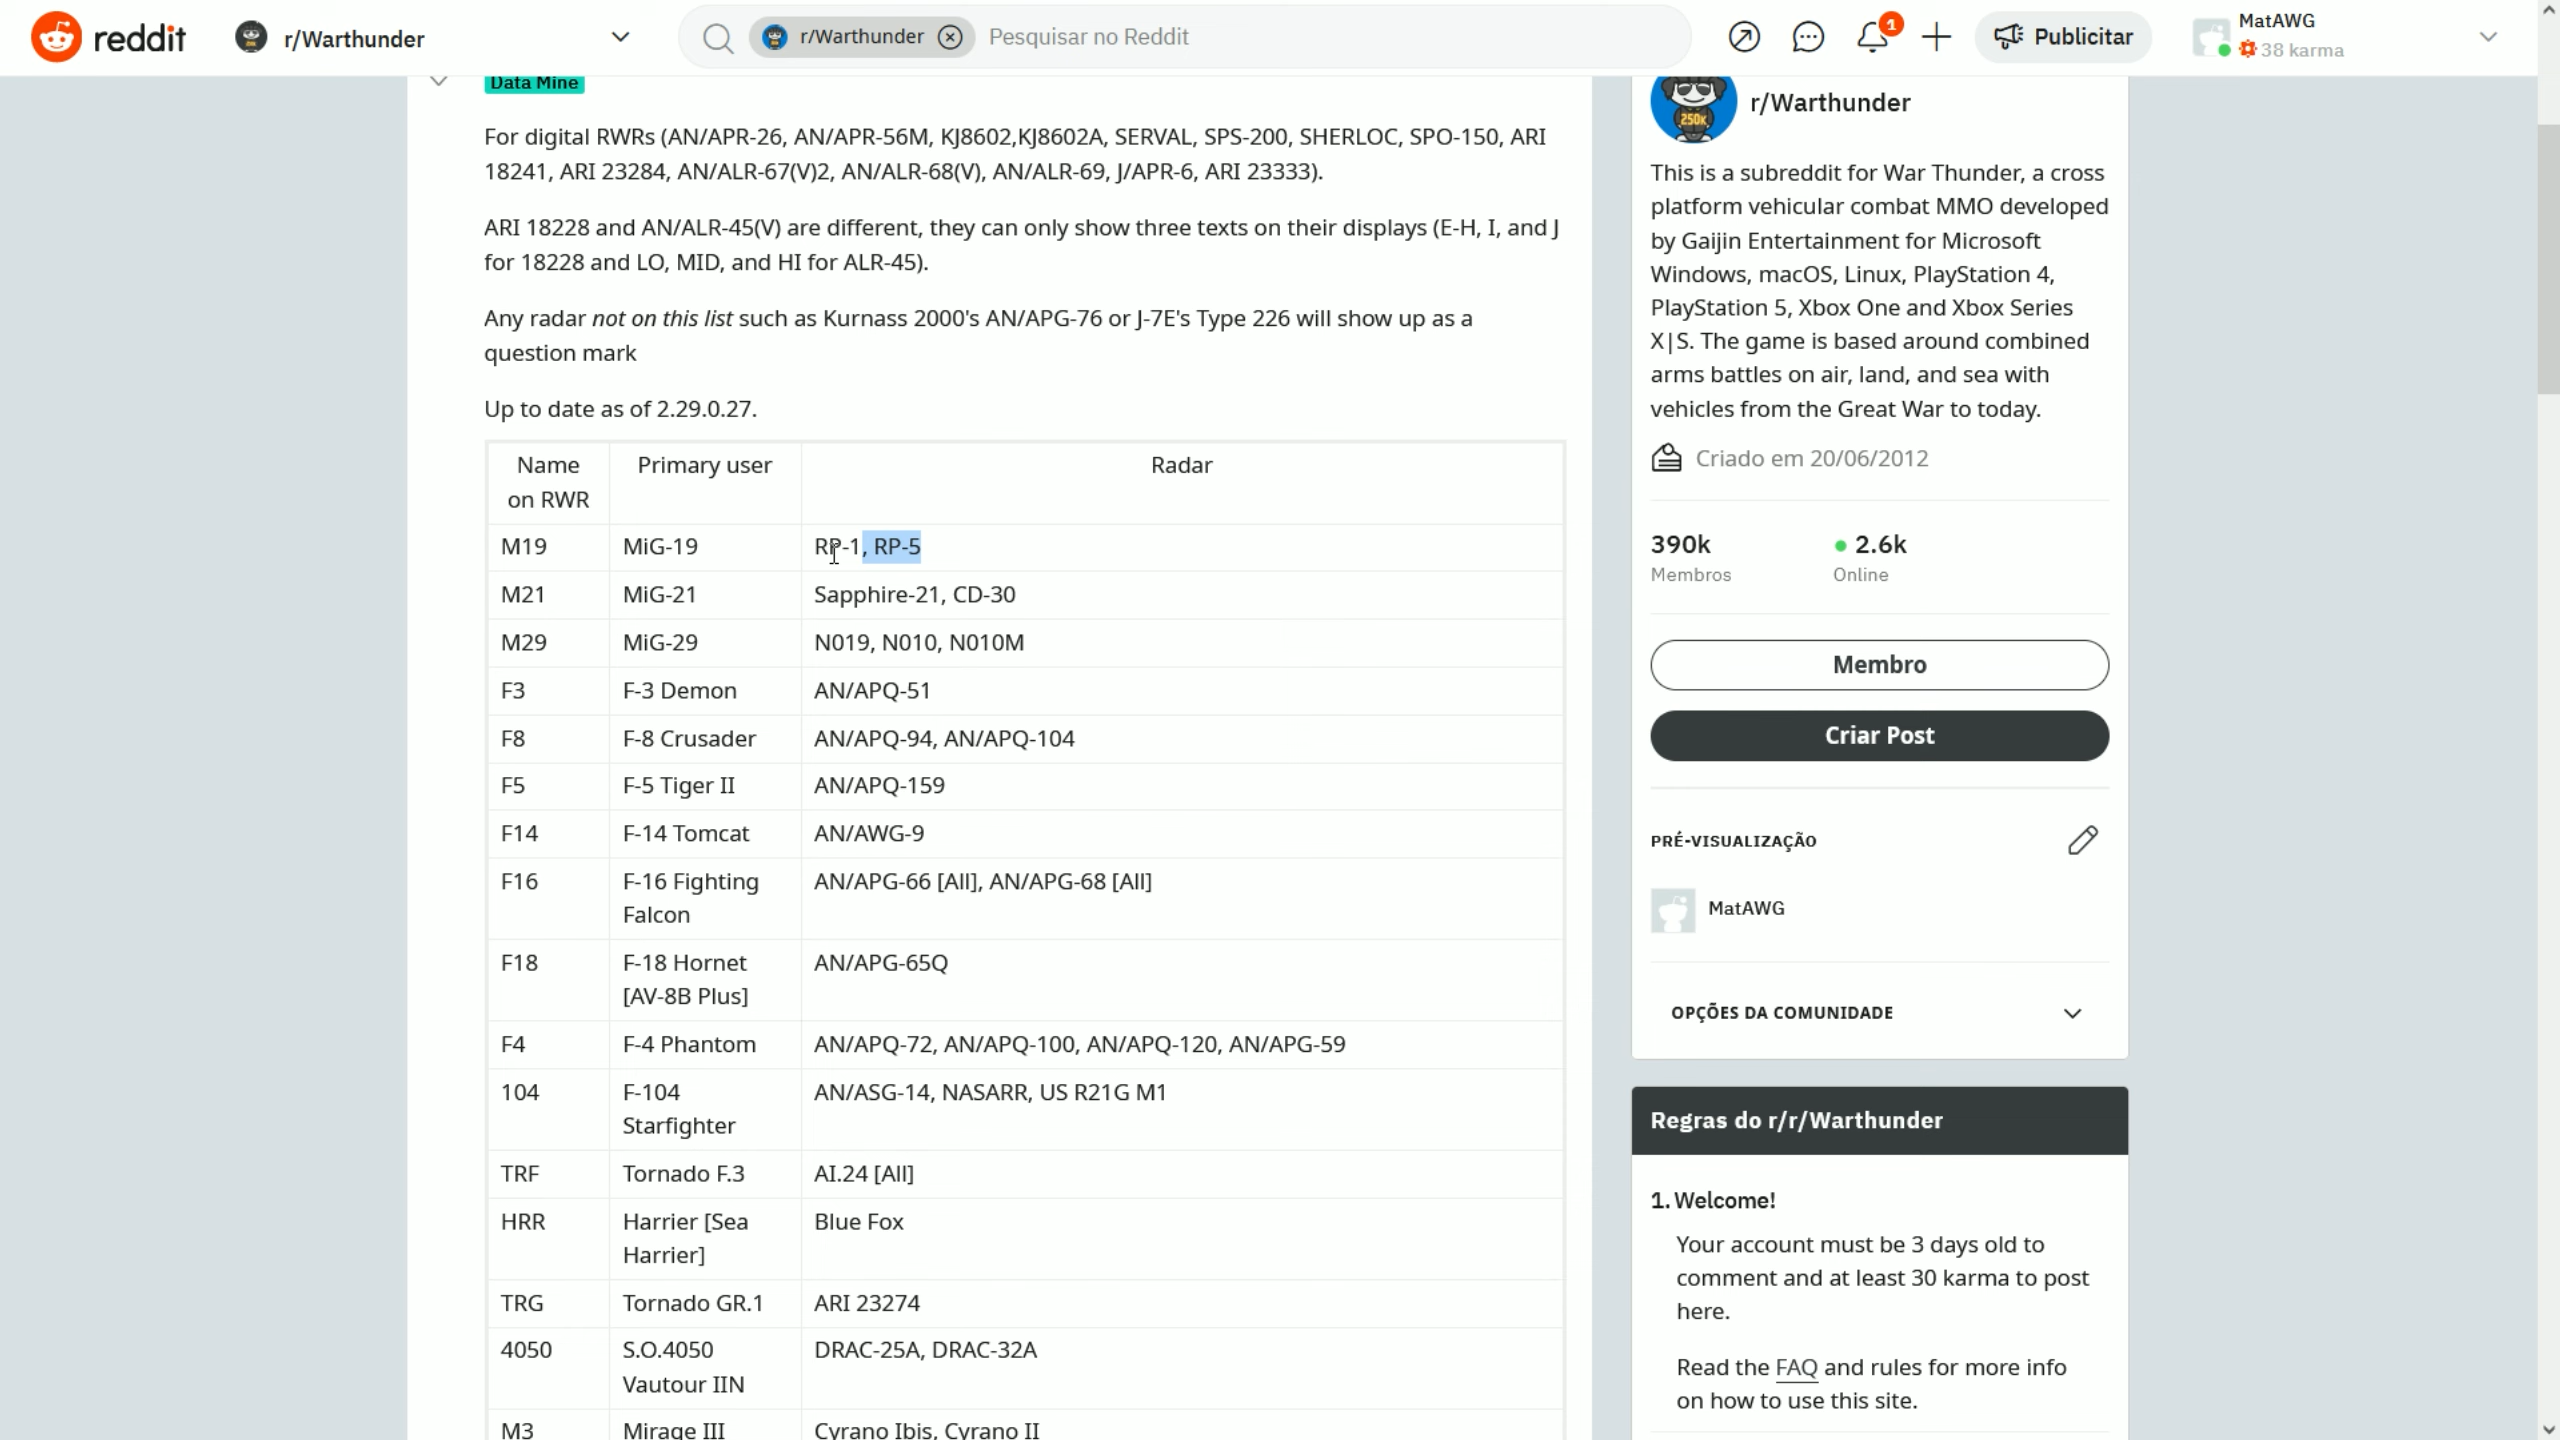 reddit
r/Warthunder
r/Warthunder
Pesquisar no Reddit
1
Publicitar
MatAWG
38 karma
Data Mine
For digital RWRs (AN/APR-26, AN/APR-56M, KJ8602,KJ8602A, SERVAL, SPS-200, SHERLOC, SPO-150, ARI
18241, ARI 23284, AN/ALR-67(V)2, AN/ALR-68(V), AN/ALR-69, J/APR-6, ARI 23333).
ARI 18228 and AN/ALR-45(V) are different, they can only show three texts on their displays (E-H, I, and J
for 18228 and LO, MID, and HI for ALR-45).
Any radar not on this list such as Kurnass 2000's AN/APG-76 or J-7E's Type 226 will show up as a
question mark
Up to date as of 2.29.0.27.
Name
on RWR
Primary user
Radar
M19
MiG-19
RP-1, RP-5
M21
MiG-21
Sapphire-21, CD-30
M29
MiG-29
N019, N010, N010M
F3
F-3 Demon
AN/APQ-51
F8
F-8 Crusader
AN/APQ-94, AN/APQ-104
F5
F-5 Tiger II
AN/APQ-159
F14
F-14 Tomcat
AN/AWG-9
F16
F-16 Fighting
Falcon
AN/APG-66 [All], AN/APG-68 [All]
F18
F-18 Hornet
[AV-8B Plus]
AN/APG-65Q
F4
F-4 Phantom
AN/APQ-72, AN/APQ-100, AN/APQ-120, AN/APG-59
104
F-104
Starfighter
AN/ASG-14, NASARR, US R21G M1
TRF
Tornado F.3
AI.24 [All]
HRR
Harrier [Sea
Harrier]
Blue Fox
TRG
Tornado GR.1
ARI 23274
4050
S.O.4050
Vautour IIN
DRAC-25A, DRAC-32A
M3
Mirage III
Cyrano Ibis, Cyrano II
250K
r/Warthunder
This is a subreddit for War Thunder, a cross
platform vehicular combat MMO developed
by Gaijin Entertainment for Microsoft
Windows, macOS, Linux, PlayStation 4,
PlayStation 5, Xbox One and Xbox Series
X|S. The game is based around combined
arms battles on air, land, and sea with
vehicles from the Great War to today.
Criado em 20/06/2012
390k
Membros
2.6k
Online
Membro
Criar Post
PRÉ-VISUALIZAÇÃO
MatAWG
OPÇÕES DA COMUNIDADE
Regras do r/r/Warthunder
1. Welcome!
Your account must be 3 days old to
comment and at least 30 karma to post
here.
Read the FAQ and rules for more info
on how to use this site.